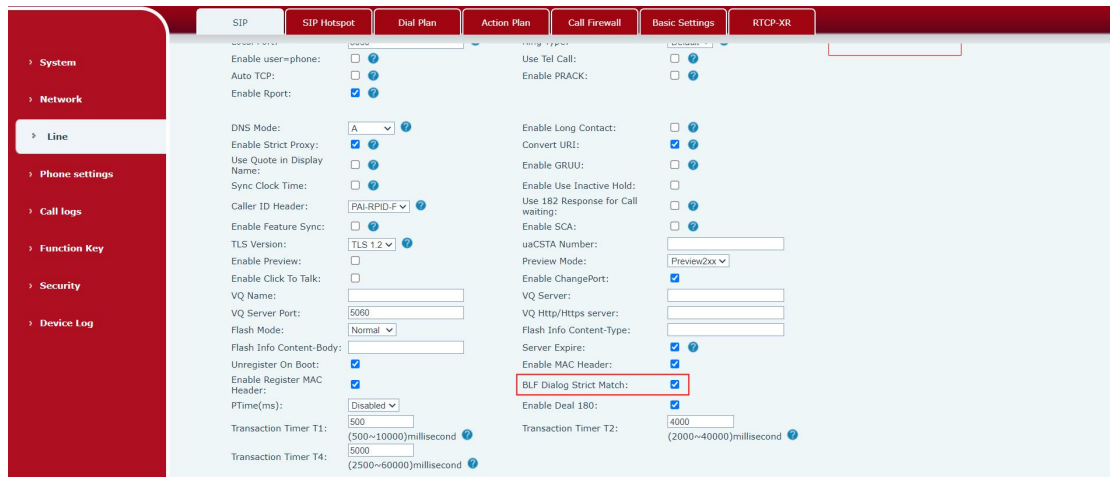 SIP
SIP Hotspot
Dial Plan
Action Plan
Call Firewall
Basic Settings
RTCP-XR
System
Network
Line
Phone settings
Call logs
Function Key
Security
Device Log
Enable user=phone:
Use Tel Call:
Auto TCP:
Enable PRACK:
Enable Rport:
DNS Mode: A
Enable Long Contact:
Enable Strict Proxy:
Convert URI:
Use Quote in Display
Name:
Enable GRUU:
Sync Clock Time:
Enable Use Inactive Hold:
Caller ID Header: PAI-RPID-F
Use 182 Response for Call
waiting:
Enable Feature Sync:
Enable SCA:
TLS Version: TLS 1.2
uaCSTA Number:
Enable Preview:
Preview Mode: Preview2xx
Enable Click To Talk:
Enable ChangePort:
VQ Name:
VQ Server:
VQ Server Port: 5060
VQ Http/Https server:
Flash Mode: Normal
Flash Info Content-Type:
Flash Info Content-Body:
Server Expire:
Unregister On Boot:
Enable MAC Header:
Enable Register MAC
Header:
BLF Dialog Strict Match:
PTime(ms): Disabled
Enable Deal 180:
Transaction Timer T1: 500
(500~10000)millisecond
Transaction Timer T2: 4000
(2000~40000)millisecond
Transaction Timer T4: 5000
(2500~60000)millisecond